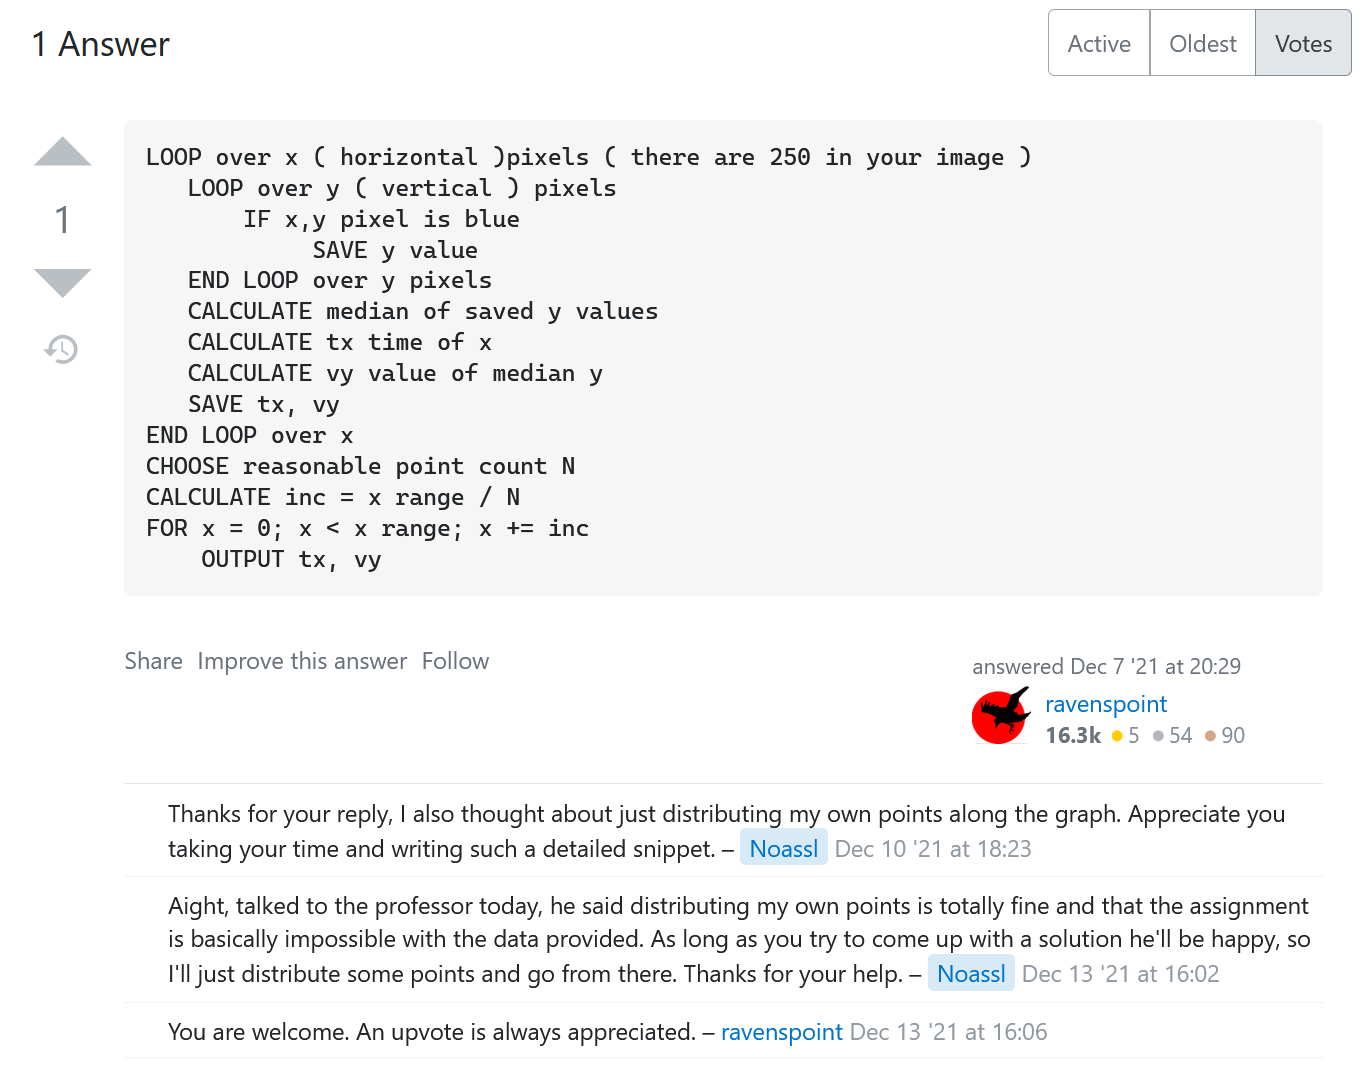 1 Answer
Active Oldest Votes
LOOP over x ( horizontal )pixels ( there are 250 in your image )
LOOP over y ( vertical ) pixels
IF x,y pixel is blue
SAVE y value
END LOOP over y pixels
CALCULATE median of saved y values
CALCULATE tx time of x
CALCULATE vy value of median y
SAVE tx, vy
END LOOP over x
CHOOSE reasonable point count N
CALCULATE inc = x range / N
FOR x = 0; x < x range; x += inc
OUTPUT tx, vy
1
Share Improve this answer Follow
answered Dec 7 '21 at 20:29
ravenspoint
16.3k 5 54 90
Thanks for your reply, I also thought about just distributing my own points along the graph. Appreciate you
taking your time and writing such a detailed snippet. – Noassl Dec 10 '21 at 18:23
Aight, talked to the professor today, he said distributing my own points is totally fine and that the assignment
is basically impossible with the data provided. As long as you try to come up with a solution he'll be happy, so
I'll just distribute some points and go from there. Thanks for your help. – Noassl Dec 13 '21 at 16:02
You are welcome. An upvote is always appreciated. – ravenspoint Dec 13 '21 at 16:06